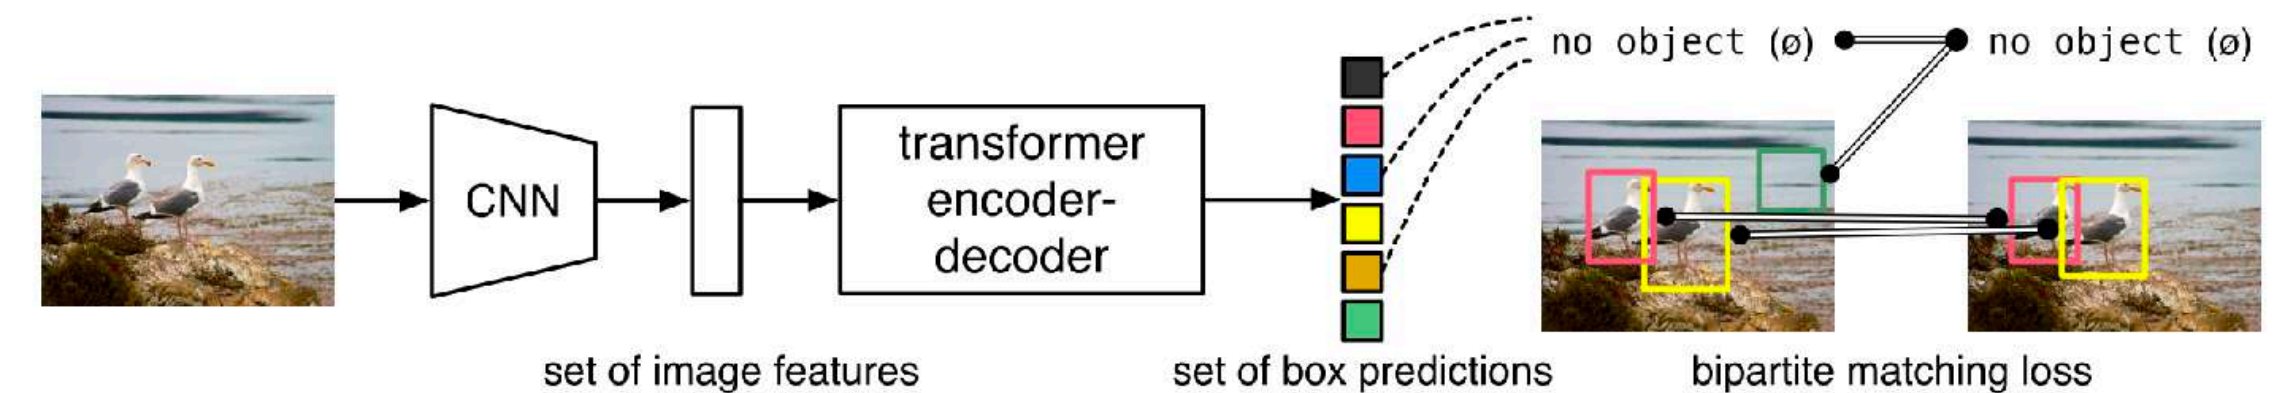 no object (ø)
no object (ø)
CNN
transformer
encoder-
decoder
set of image features
set of box predictions
bipartite matching loss